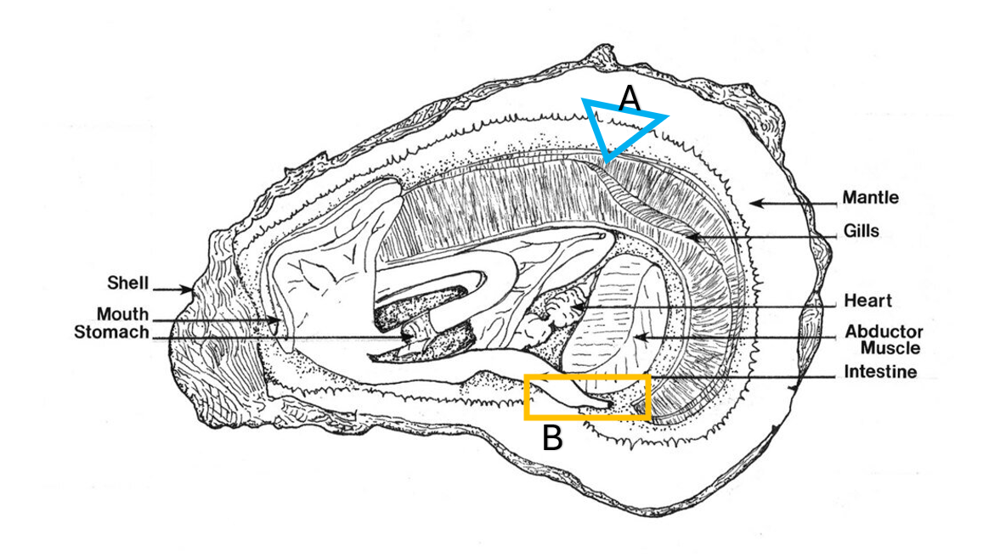 A
Mantle
Gills
Shell
Heart
Mouth
Stomach
Abductor
Muscle
Intestine
B